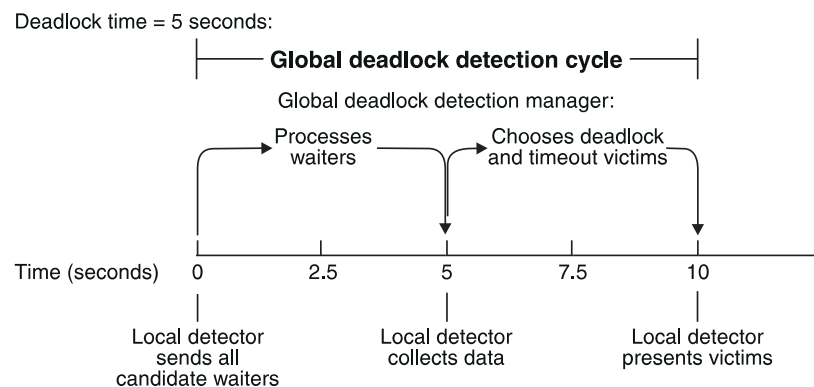 Deadlock time = 5 seconds:
Global deadlock detection cycle
Global deadlock detection manager:
Processes
waiters
Chooses deadlock
and timeout victims
Time (seconds) 0 2.5 5 7.5 10
Local detector
sends all
candidate waiters
Local detector
collects data
Local detector
presents victims